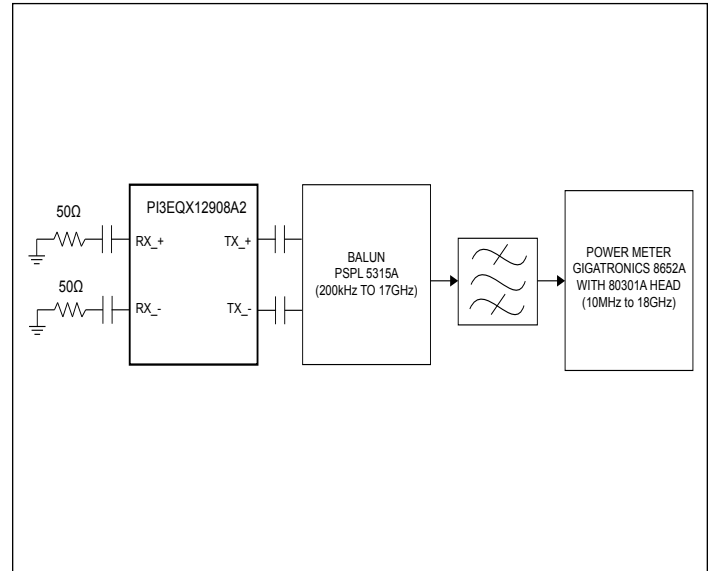 50Ω
PI3EQX12908A2
RX_+
TX_+
50Ω
RX_-
TX_-
BALUN
PSPL 5315A
(200kHz TO 17GHz)
POWER METER
GIGATRONICS 8652A
WITH 80301A HEAD
(10MHz to 18GHz)